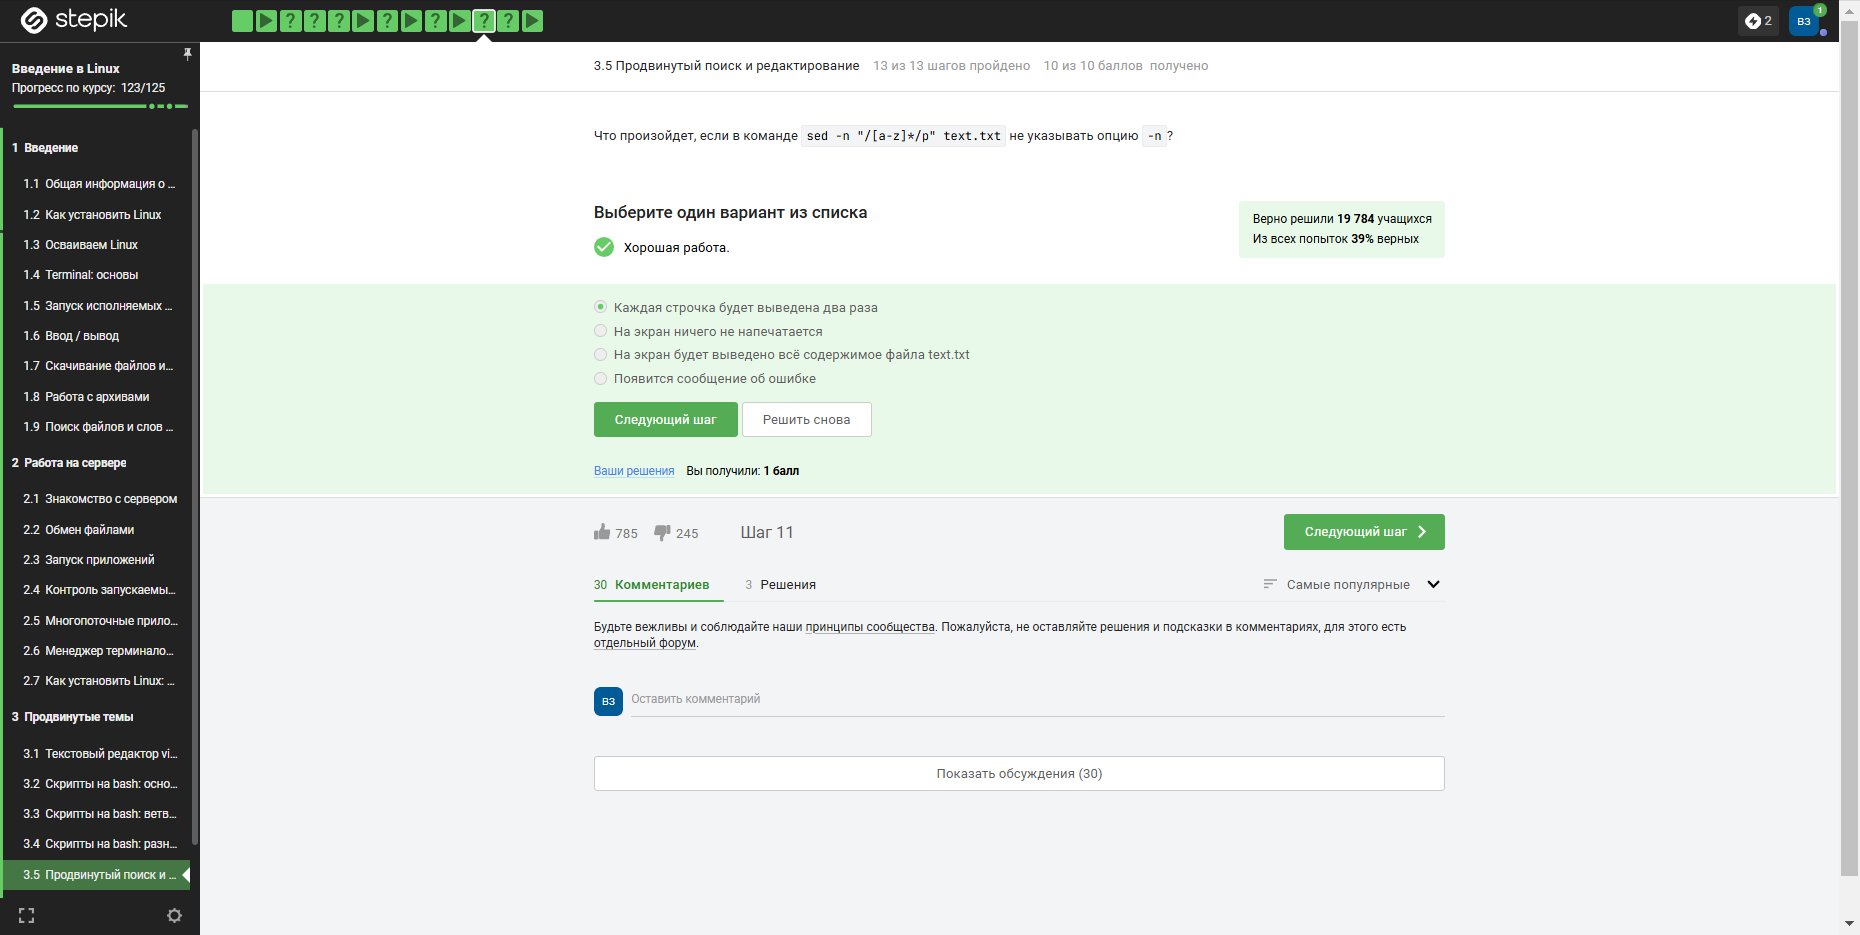 stepik
2
ВЗ
1
Введение в Linux
Прогресс по курсу: 123/125
1 Введение
1.1 Общая информация о ...
1.2 Как установить Linux
1.3 Осваиваем Linux
1.4 Terminal: основы
1.5 Запуск исполняемых ...
1.6 Ввод / вывод
1.7 Скачивание файлов и...
1.8 Работа с архивами
1.9 Поиск файлов и слов ...
2 Работа на сервере
2.1 Знакомство с сервером
2.2 Обмен файлами
2.3 Запуск приложений
2.4 Контроль запускаемы...
2.5 Многопоточные прило...
2.6 Менеджер терминало...
2.7 Как установить Linux: ...
3 Продвинутые темы
3.1 Текстовый редактор vi...
3.2 Скрипты на bash: осно...
3.3 Скрипты на bash: ветв...
3.4 Скрипты на bash: разн...
3.5 Продвинутый поиск и ...
3.5 Продвинутый поиск и редактирование 13 из 13 шагов пройдено 10 из 10 баллов получено
Что произойдет, если в команде sed -n "/[a-z]*/p" text.txt не указывать опцию -n ?
Выберите один вариант из списка
Хорошая работа.
Верно решили 19 784 учащихся
Из всех попыток 39% верных
Каждая строчка будет выведена два раза
На экран ничего не напечатается
На экран будет выведено всё содержимое файла text.txt
Появится сообщение об ошибке
Следующий шаг
Решить снова
Ваши решения Вы получили: 1 балл
785
245
Шаг 11
Следующий шаг
30 Комментариев
3 Решения
Самые популярные
Будьте вежливы и соблюдайте наши принципы сообщества. Пожалуйста, не оставляйте решения и подсказки в комментариях, для этого есть
отдельный форум.
ВЗ
Оставить комментарий
Показать обсуждения (30)